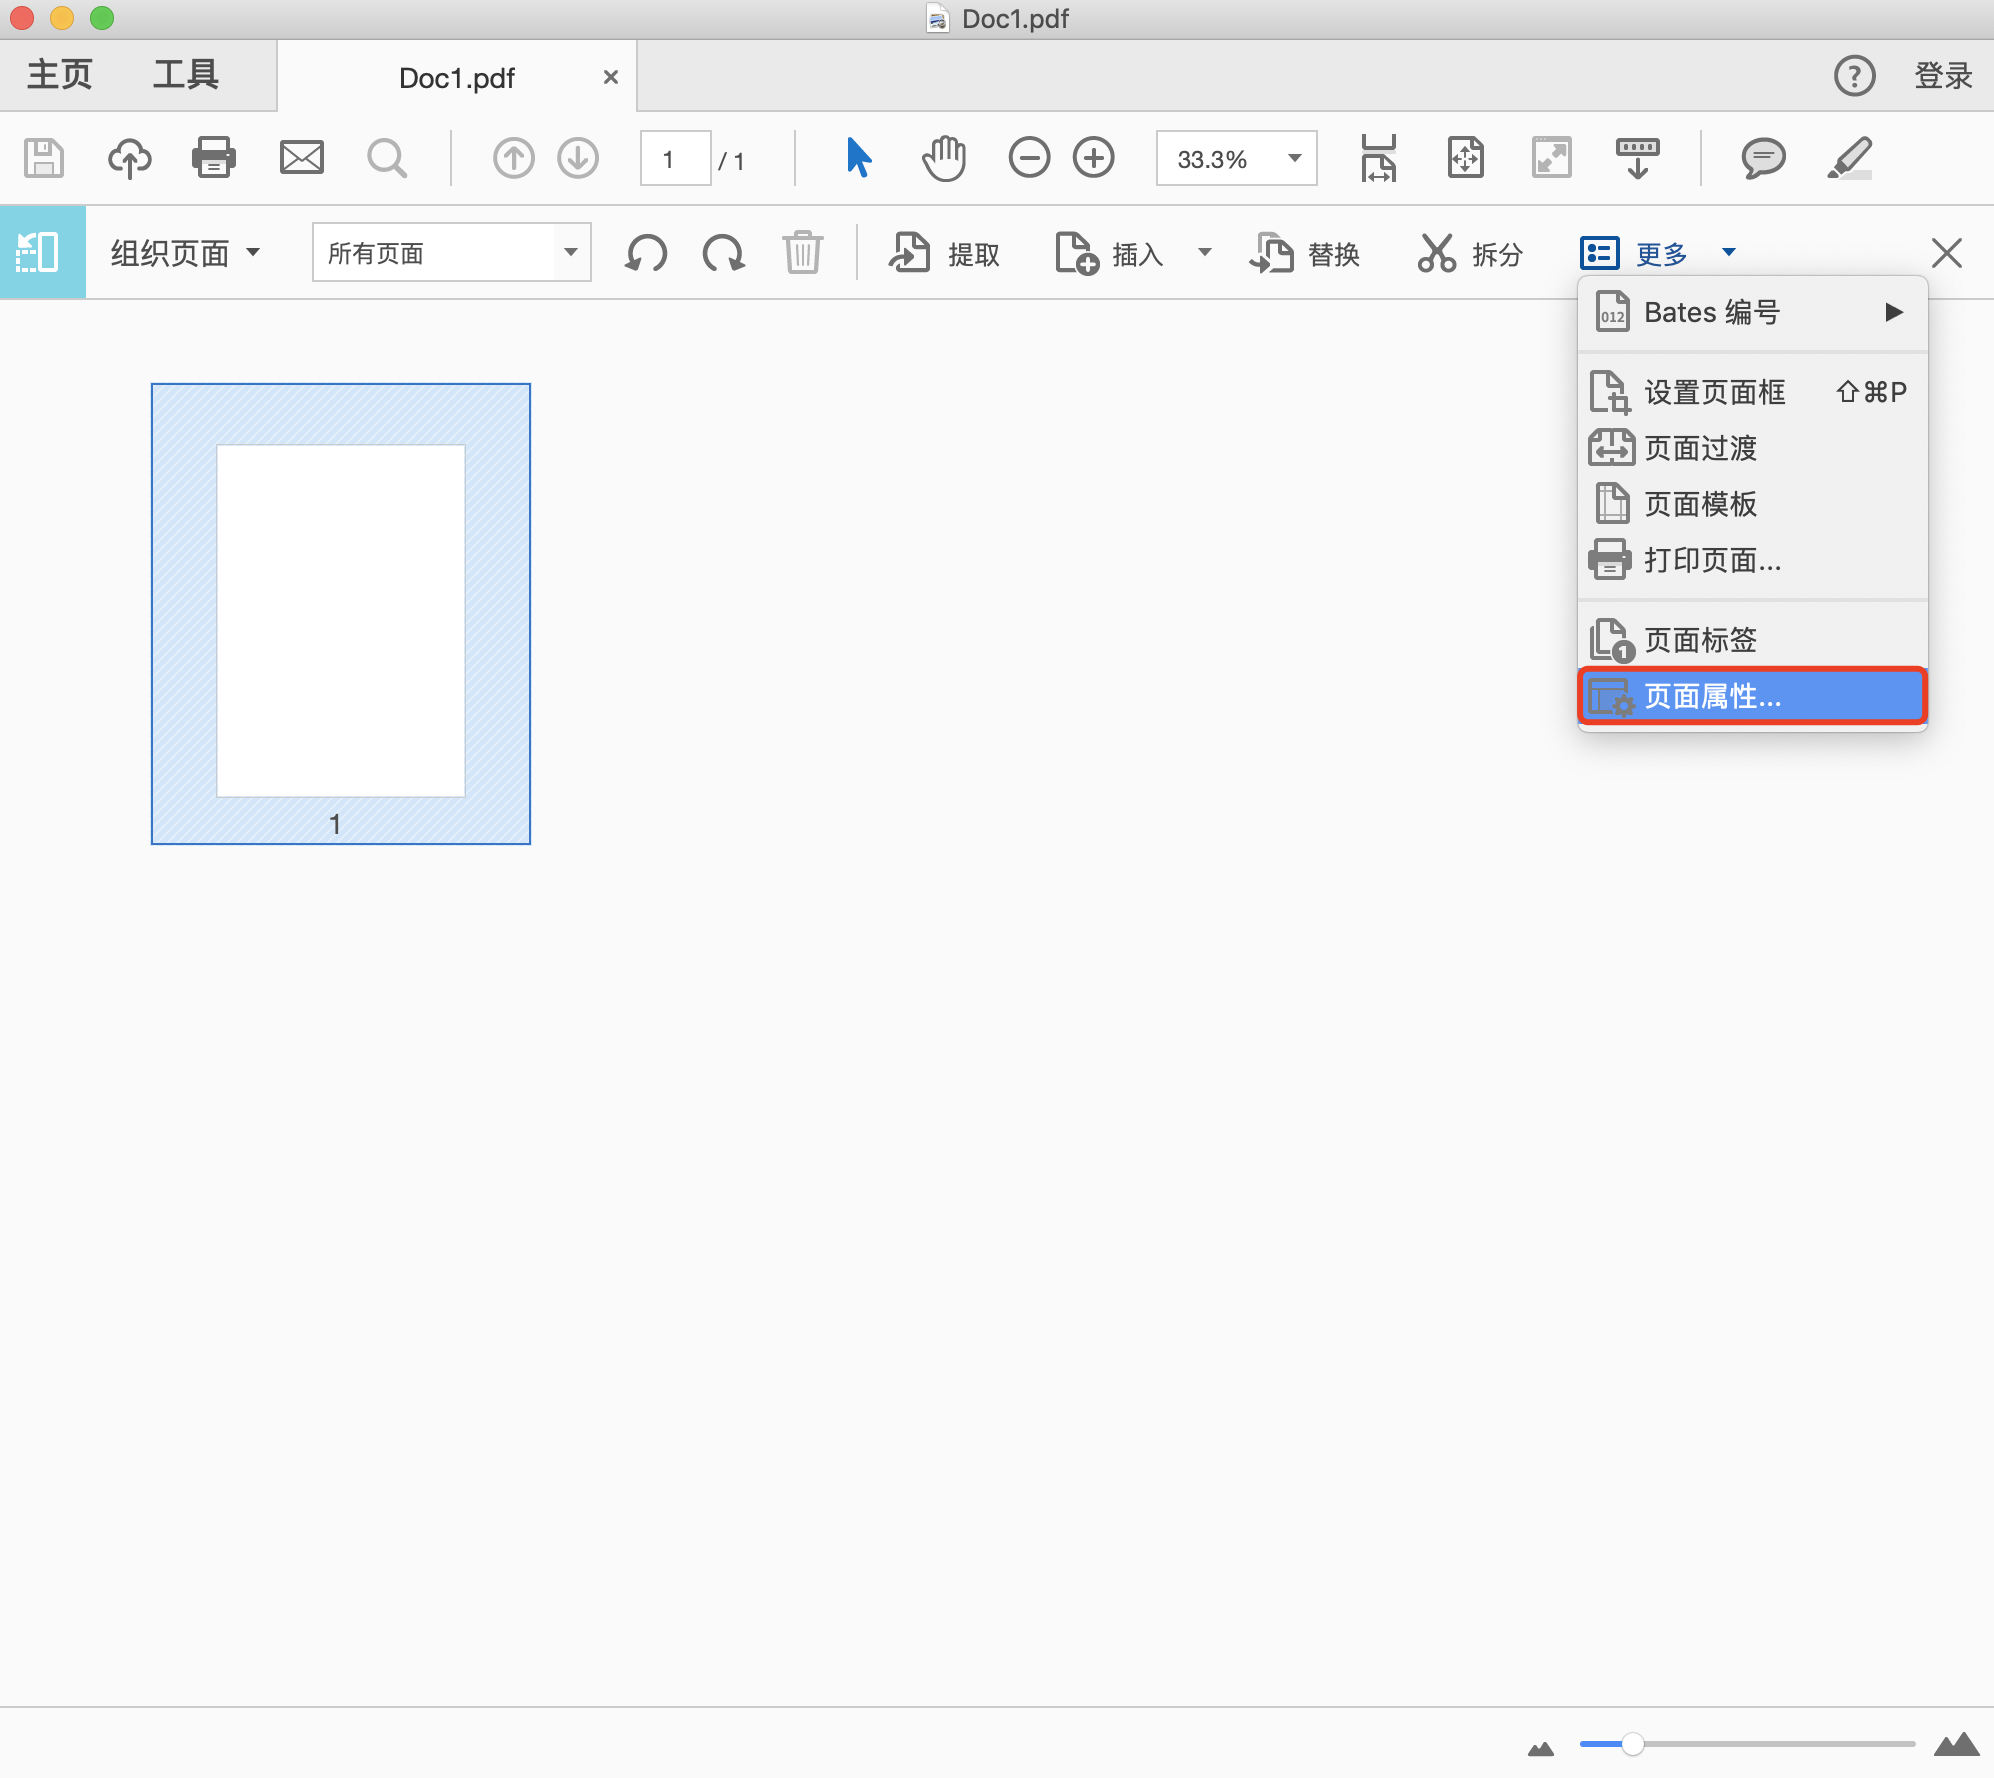 Doc1.pdf
主页 工具 Doc1.pdf × ? 登录
1 / 1 33.3%
组织页面 所有页面 提取 插入 替换 拆分 更多
012 Bates 编号 ▶
设置页面框 ⇧⌘P
页面过渡
页面模板
打印页面...
1 页面标签
页面属性...
1